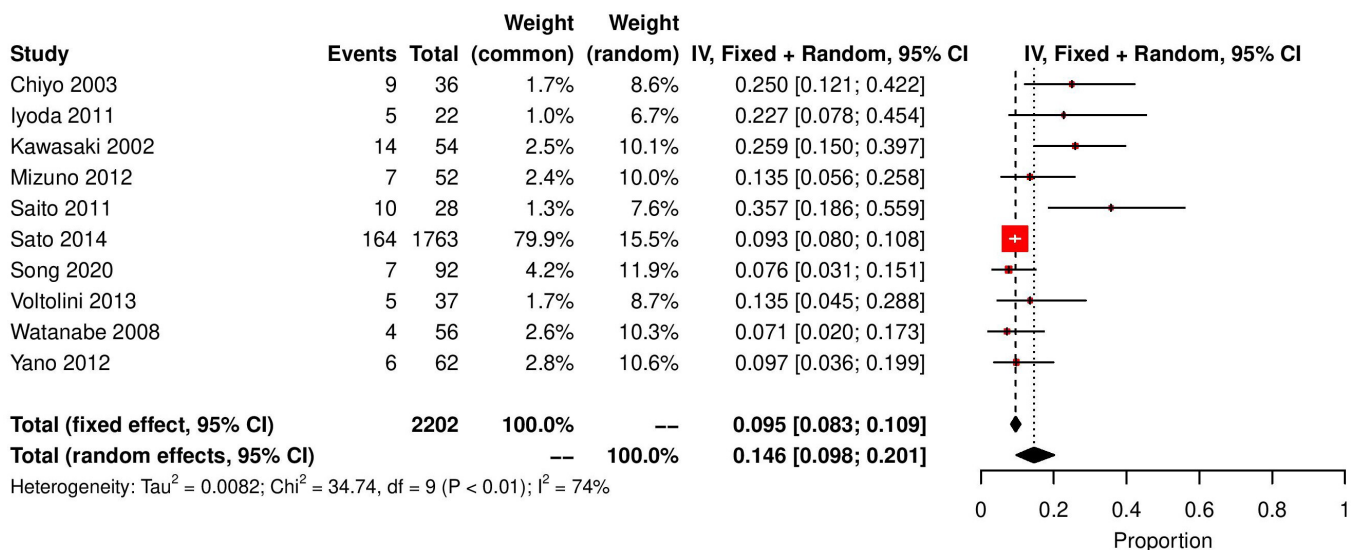 Weight Weight
Study Events Total (common) (random) IV, Fixed + Random, 95% CI IV, Fixed + Random, 95% CI
Chiyo 2003 9 36 1.7% 8.6% 0.250 [0.121; 0.422]
Iyoda 2011 5 22 1.0% 6.7% 0.227 [0.078; 0.454]
Kawasaki 2002 14 54 2.5% 10.1% 0.259 [0.150; 0.397]
Mizuno 2012 7 52 2.4% 10.0% 0.135 [0.056; 0.258]
Saito 2011 10 28 1.3% 7.6% 0.357 [0.186; 0.559]
Sato 2014 164 1763 79.9% 15.5% 0.093 [0.080; 0.108]
Song 2020 7 92 4.2% 11.9% 0.076 [0.031; 0.151]
Voltolini 2013 5 37 1.7% 8.7% 0.135 [0.045; 0.288]
Watanabe 2008 4 56 2.6% 10.3% 0.071 [0.020; 0.173]
Yano 2012 6 62 2.8% 10.6% 0.097 [0.036; 0.199]
Total (fixed effect, 95% CI) 2202 100.0% −− 0.095 [0.083; 0.109]
Total (random effects, 95% CI) −− 100.0% 0.146 [0.098; 0.201]
Heterogeneity: Tau² = 0.0082; Chi² = 34.74, df = 9 (P < 0.01); I² = 74%
0 0.2 0.4 0.6 0.8 1
Proportion